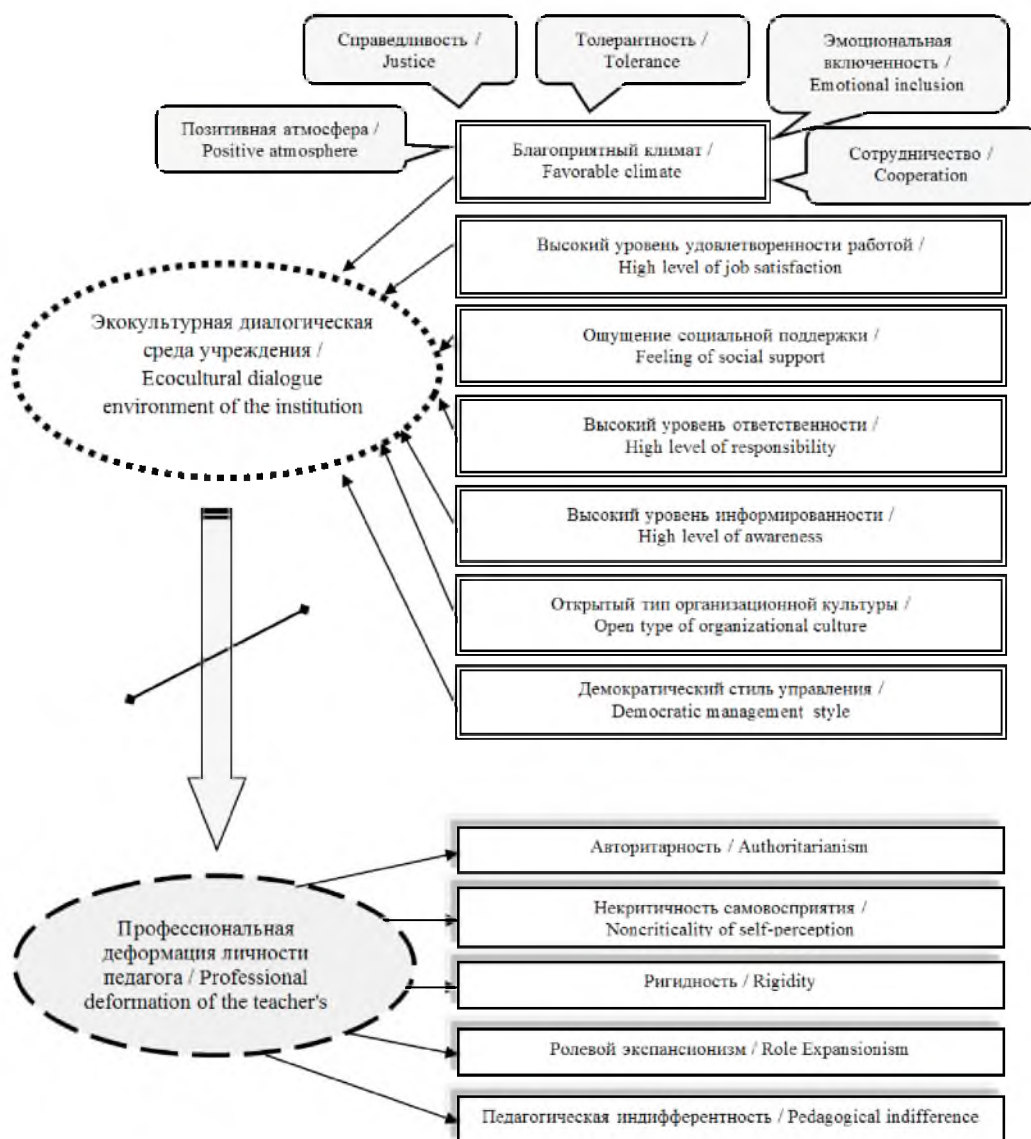 Справедливость /
Justice
Толерантность /
Tolerance
Эмоциональная
включенность /
Emotional inclusion
Позитивная атмосфера /
Positive atmosphere
Благоприятный климат /
Favorable climate
Сотрудничество /
Cooperation
Высокий уровень удовлетворенности работой /
High level of job satisfaction
Экокультурная диалогическая
среда учреждения /
Ecocultural dialogue
environment of the institution
Ощущение социальной поддержки /
Feeling of social support
Высокий уровень ответственности /
High level of responsibility
Высокий уровень информированности /
High level of awareness
Открытый тип организационной культуры /
Open type of organizational culture
Демократический стиль управления /
Democratic management style
Авторитарность / Authoritarianism
Некритичность самовосприятия /
Noncriticality of self-perception
Профессиональная
деформация личности
педагога / Professional
deformation of the teacher's
Ригидность / Rigidity
Ролевой экспансионизм / Role Expansionism
Педагогическая индифферентность / Pedagogical indifference